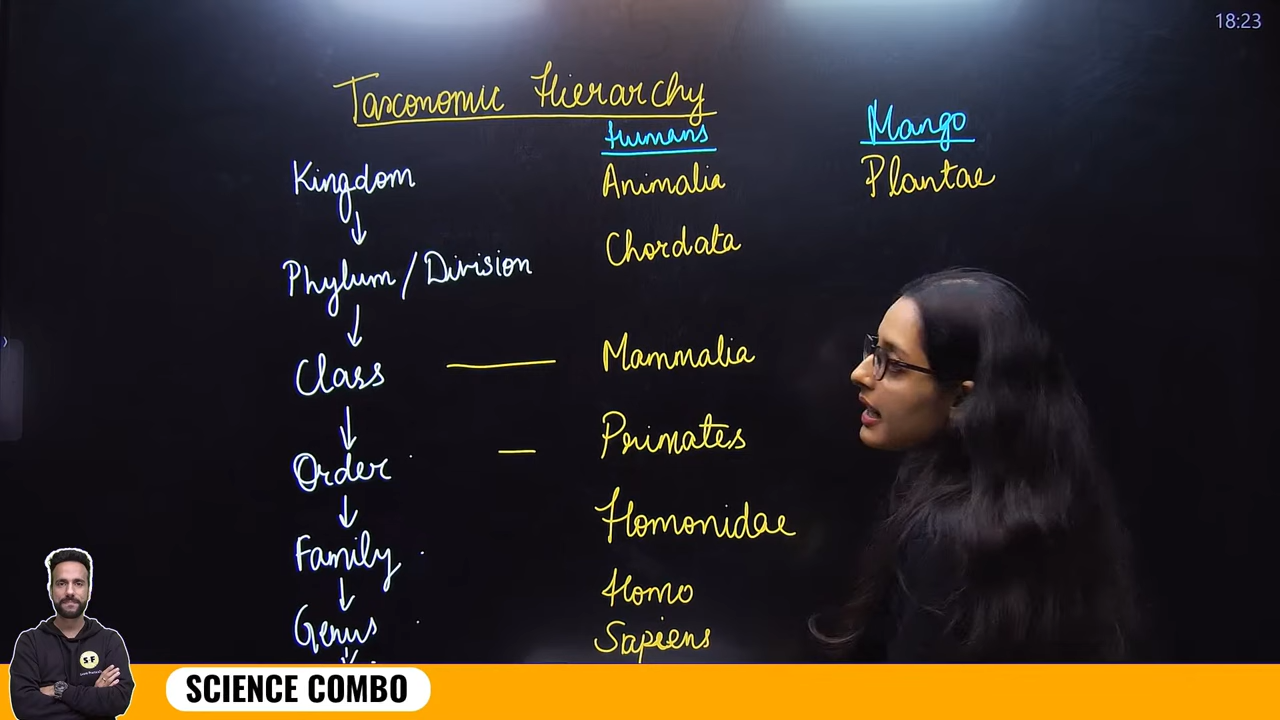 18:23
Taxonomic Hierarchy
Humans
Mango
Kingdom
Animalia
Plantae
Chordata
Phylum / Division
Class
Mammalia
Order
Primates
Family
Homonidae
Genus
Homo
Sapiens
SF
SCIENCE COMBO